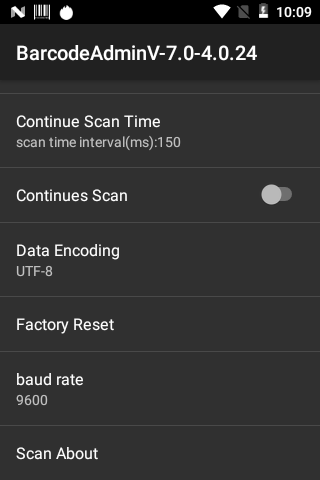 10:09
BarcodeAdminV-7.0-4.0.24
Continue Scan Time
scan time interval(ms):150
Continues Scan
Data Encoding
UTF-8
Factory Reset
baud rate
9600
Scan About